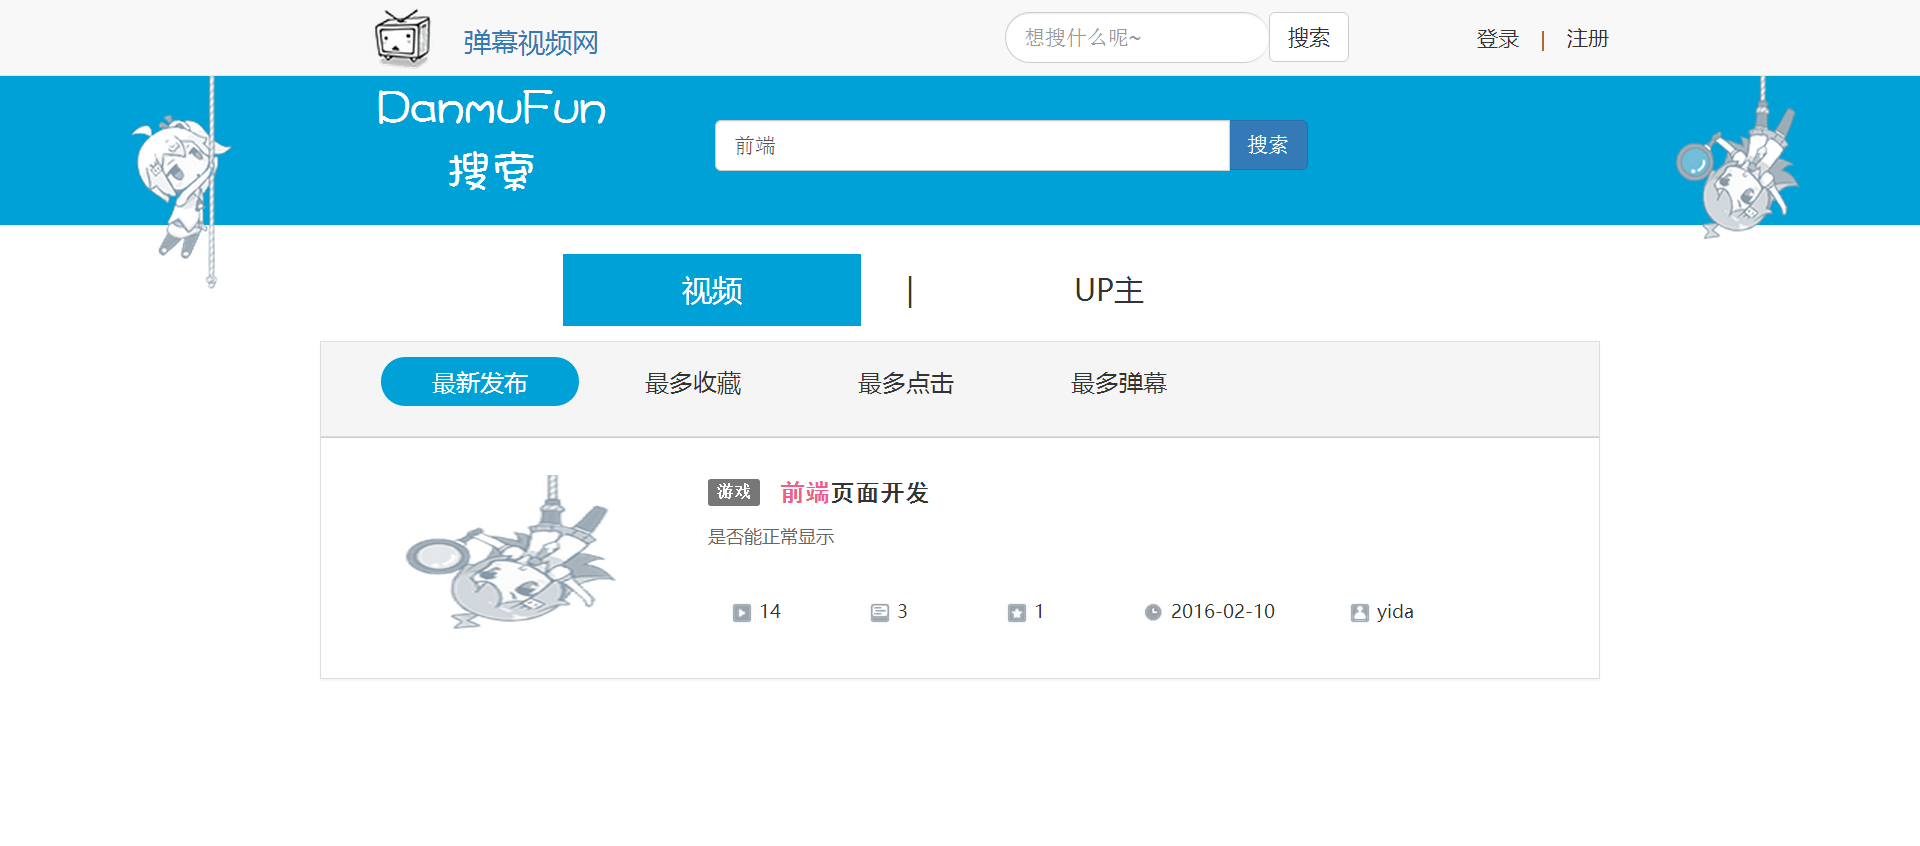 弹幕视频网 想搜什么呢~ 搜索 登录 | 注册
DanmuFun
搜索
前端 搜索
视频 | UP主
最新发布 最多收藏 最多点击 最多弹幕
游戏 前端页面开发
是否能正常显示
14 3 1 2016-02-10 yida